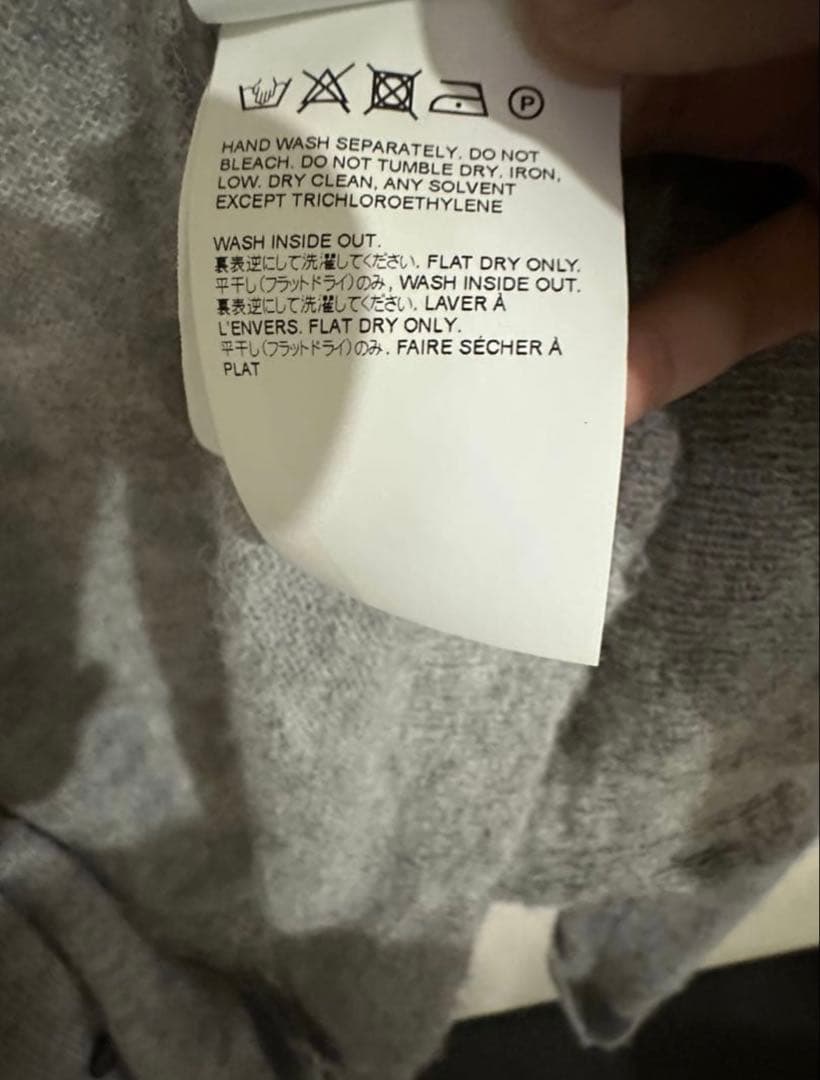 P
HAND WASH SEPARATELY. DO NOT
BLEACH. DO NOT TUMBLE DRY. IRON,
LOW. DRY CLEAN, ANY SOLVENT
EXCEPT TRICHLOROETHYLENE
WASH INSIDE OUT.
裏表逆にして洗濯してください. FLAT DRY ONLY.
平干し(フラットドライ)のみ, WASH INSIDE OUT.
裏表逆にして洗濯してください. LAVER À
L'ENVERS. FLAT DRY ONLY.
平干し(フラットドライ)のみ. FAIRE SÉCHER À
PLAT